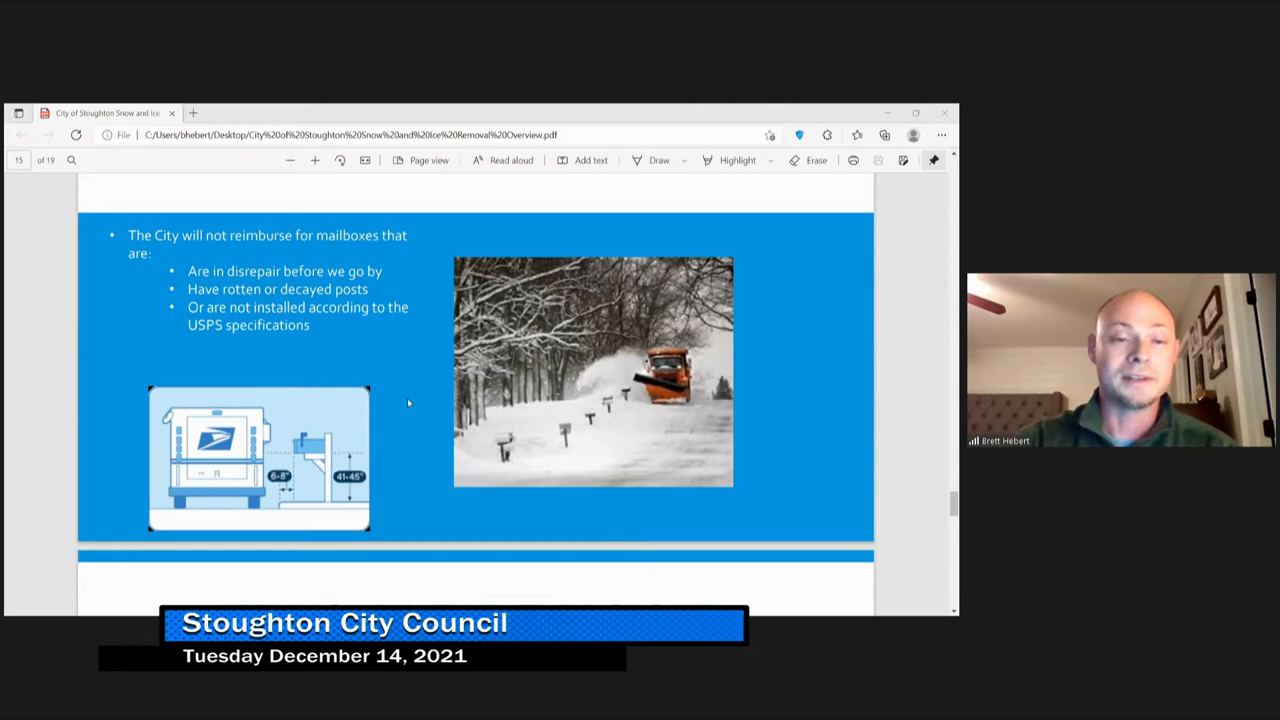 City of Stoughton Snow and Ice
File
C:/Users/bhebert/Desktop/City%20of%20Stoughton%20Snow%20and%20Ice%20Removal%20Overview.pdf
15 of 19
Page view
Read aloud
Add text
Draw
Highlight
Erase
• The City will not reimburse for mailboxes that
are:
• Are in disrepair before we go by
• Have rotten or decayed posts
• Or are not installed according to the
USPS specifications
6-8"
41-45"
Brett Hebert
Stoughton City Council
Tuesday December 14, 2021